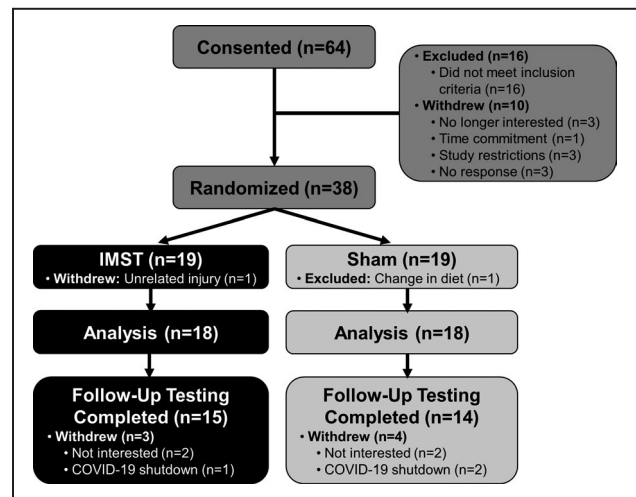 Consented (n=64)
• Excluded (n=16)
• Did not meet inclusion
criteria (n=16)
• Withdrew (n=10)
• No longer interested (n=3)
• Time commitment (n=1)
• Study restrictions (n=3)
• No response (n=3)
Randomized (n=38)
IMST (n=19)
• Withdrew: Unrelated injury (n=1)
Sham (n=19)
• Excluded: Change in diet (n=1)
Analysis (n=18)
Analysis (n=18)
Follow-Up Testing
Completed (n=15)
• Withdrew (n=3)
• Not interested (n=2)
• COVID-19 shutdown (n=1)
Follow-Up Testing
Completed (n=14)
• Withdrew (n=4)
• Not interested (n=2)
• COVID-19 shutdown (n=2)